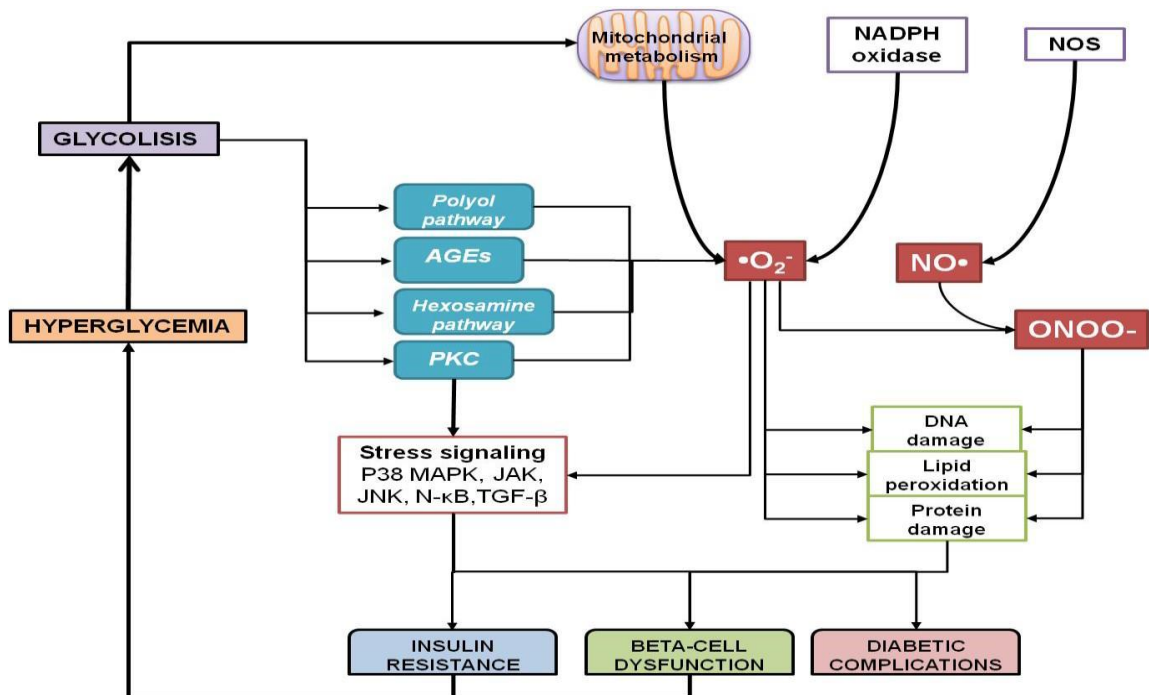 Mitochondrial
metabolism
NADPH
oxidase
NOS
GLYCOLISIS
Polyol
pathway
AGEs
•O₂⁻
NO•
Hexosamine
pathway
HYPERGLYCEMIA
ONOO-
PKC
DNA
damage
Stress signaling
P38 MAPK, JAK,
JNK, N-κB,TGF-β
Lipid
peroxidation
Protein
damage
INSULIN
RESISTANCE
BETA-CELL
DYSFUNCTION
DIABETIC
COMPLICATIONS